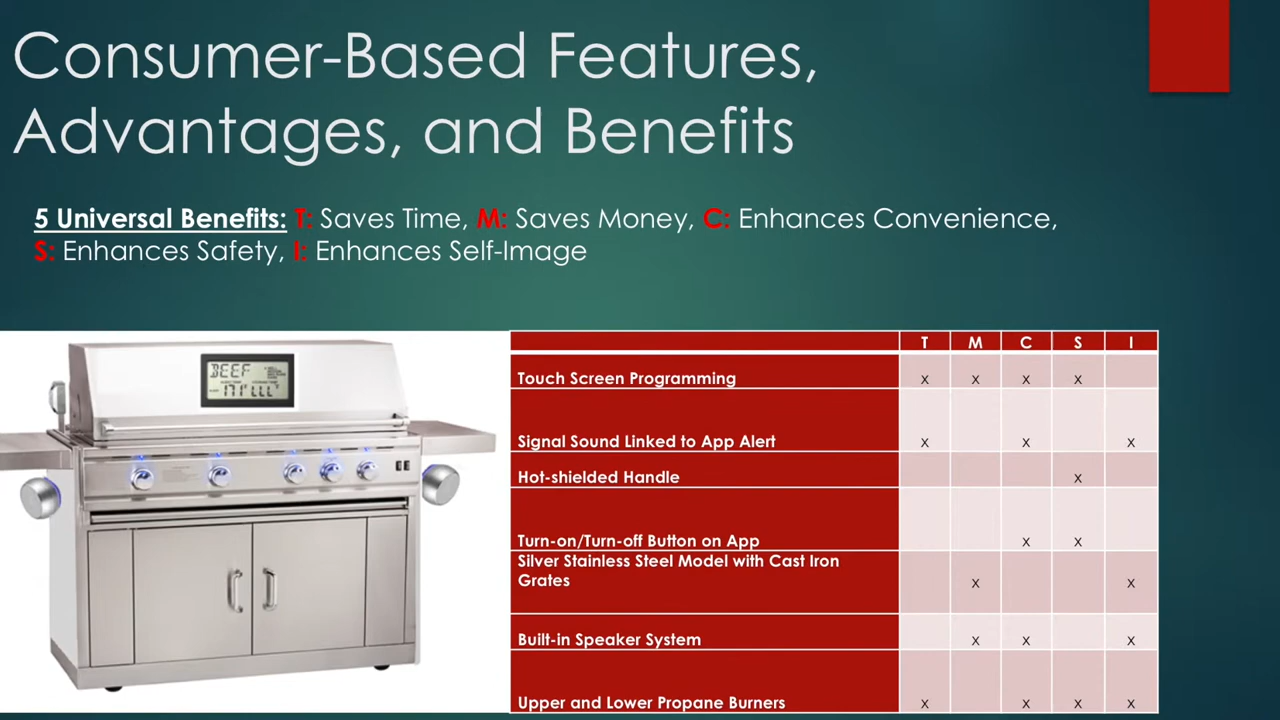 Consumer-Based Features,
Advantages, and Benefits
5 Universal Benefits: T: Saves Time, M: Saves Money, C: Enhances Convenience,
S: Enhances Safety, I: Enhances Self-Image
BEEF
171°
T M C S I
Touch Screen Programming x x x x
Signal Sound Linked to App Alert x x x
Hot-shielded Handle x
Turn-on/Turn-off Button on App x x
Silver Stainless Steel Model with Cast Iron
Grates x x
Built-in Speaker System x x x
Upper and Lower Propane Burners x x x x